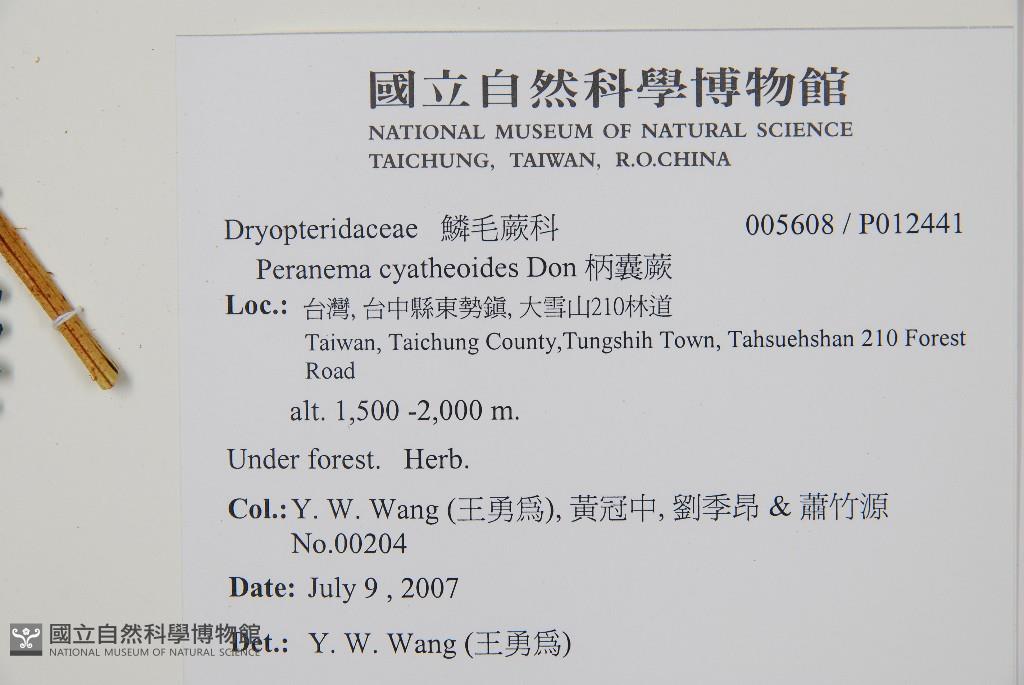 國立自然科學博物館
NATIONAL MUSEUM OF NATURAL SCIENCE
TAICHUNG, TAIWAN, R.O.CHINA
Dryopteridaceae 鱗毛蕨科 005608 / P012441
Peranema cyatheoides Don 柄囊蕨
Loc.: 台灣, 台中縣東勢鎮, 大雪山210林道
Taiwan, Taichung County,Tungshih Town, Tahsuehshan 210 Forest
Road
alt. 1,500 -2,000 m.
Under forest. Herb.
Col.: Y. W. Wang (王勇為), 黃冠中, 劉季昂 & 蕭竹源
No.00204
Date: July 9 , 2007
Det.: Y. W. Wang (王勇為)
國立自然科學博物館
NATIONAL MUSEUM OF NATURAL SCIENCE